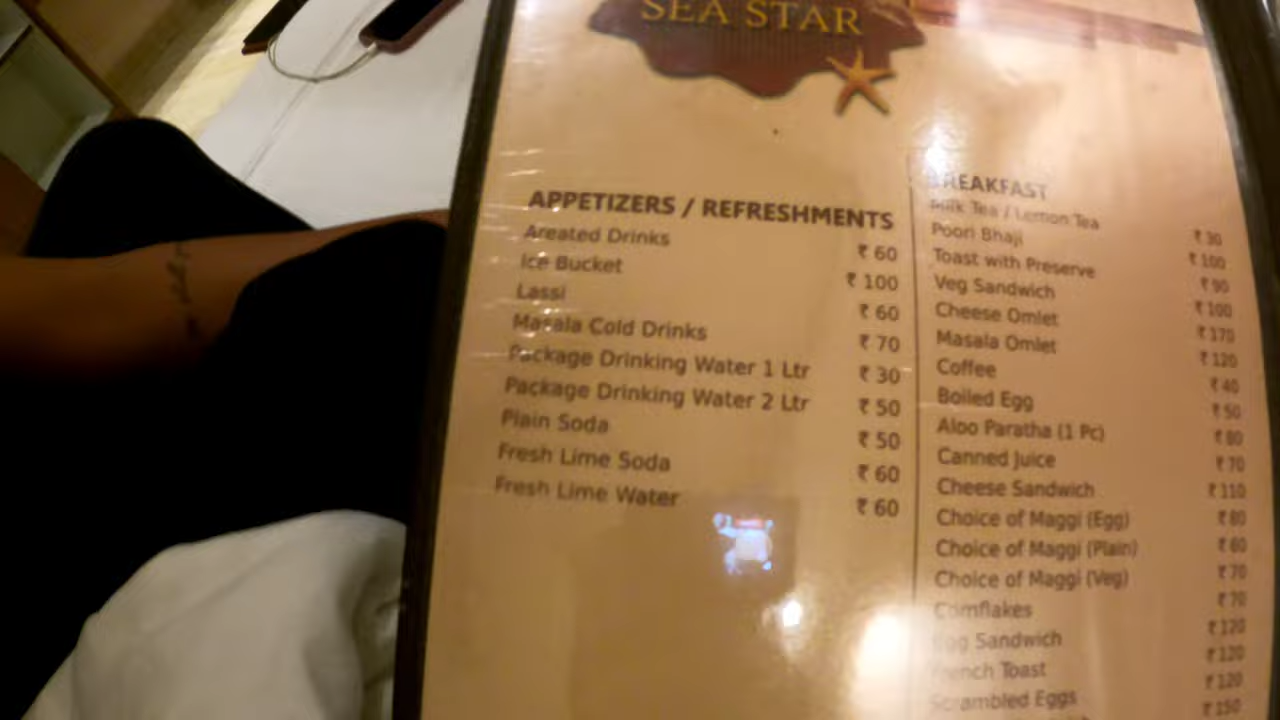 SEA STAR
APPETIZERS / REFRESHMENTS
Areated Drinks ₹ 60
Ice Bucket ₹ 100
Lassi ₹ 60
Masala Cold Drinks ₹ 70
Package Drinking Water 1 Ltr ₹ 30
Package Drinking Water 2 Ltr ₹ 50
Plain Soda ₹ 50
Fresh Lime Soda ₹ 60
Fresh Lime Water ₹ 60
BREAKFAST
Milk Tea / Lemon Tea ₹ 30
Poori Bhaji ₹ 100
Toast with Preserve ₹ 90
Veg Sandwich ₹ 100
Cheese Omlet ₹ 170
Masala Omlet ₹ 120
Coffee ₹ 40
Boiled Egg ₹ 50
Aloo Paratha (1 Pc) ₹ 80
Canned Juice ₹ 70
Cheese Sandwich ₹ 110
Choice of Maggi (Egg) ₹ 80
Choice of Maggi (Plain) ₹ 60
Choice of Maggi (Veg) ₹ 70
Cornflakes ₹ 70
Egg Sandwich ₹ 120
French Toast ₹ 120
Scrambled Eggs ₹ 120
₹ 150